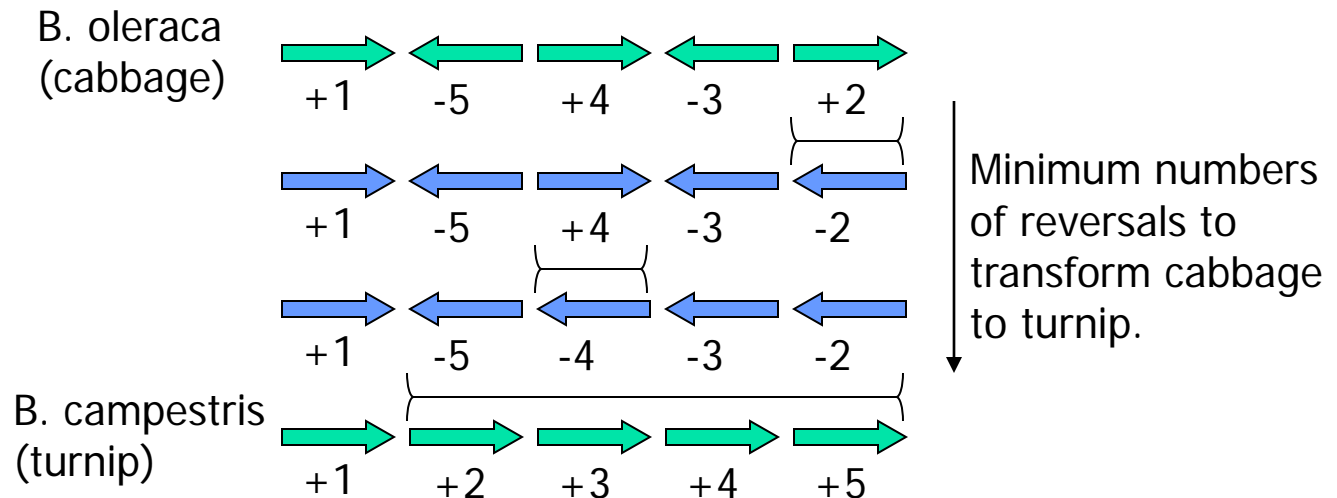 B. oleraca
(cabbage)
+1 -5 +4 -3 +2
+1 -5 +4 -3 -2
+1 -5 -4 -3 -2
B. campestris
(turnip)
+1 +2 +3 +4 +5
Minimum numbers
of reversals to
transform cabbage
to turnip.